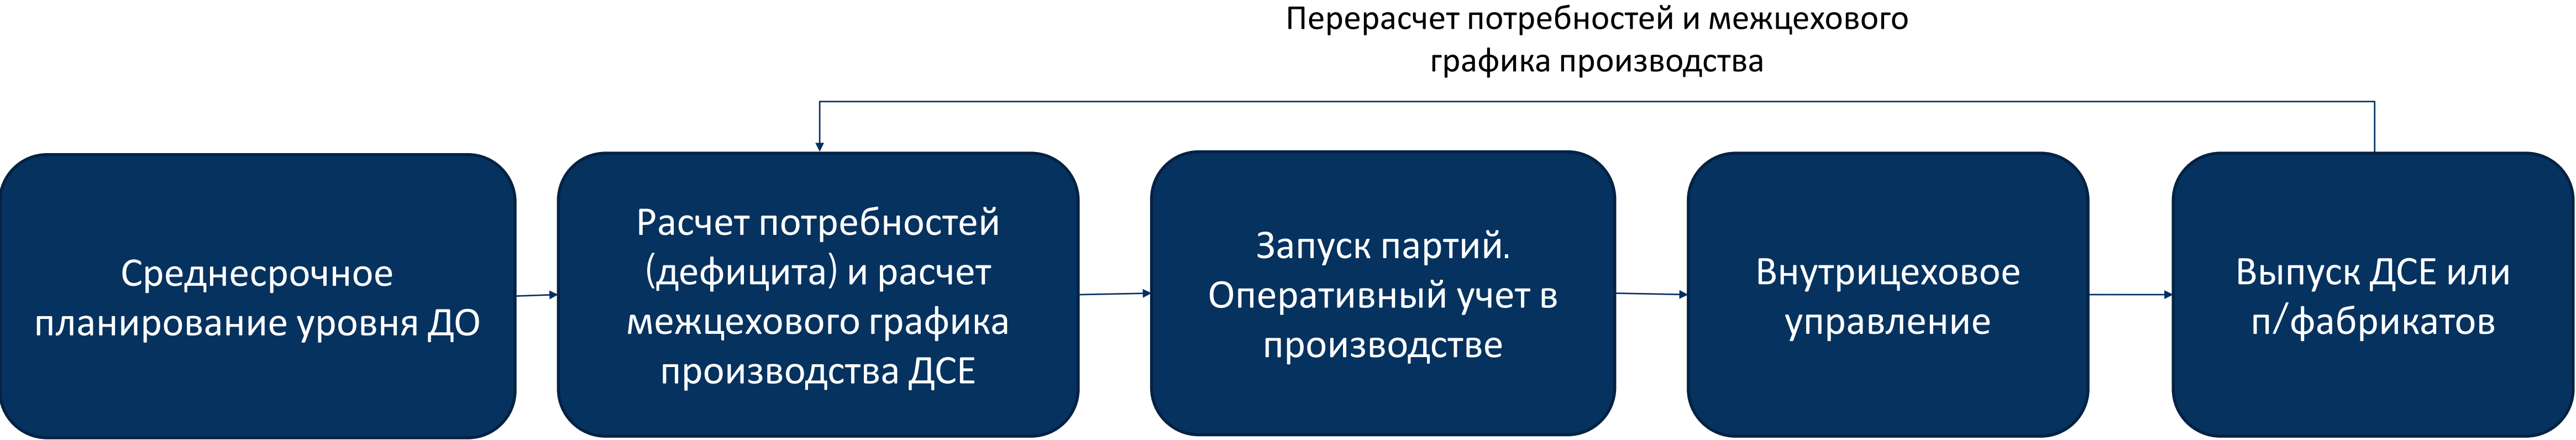 Перерасчет потребностей и межцехового
графика производства
Среднесрочное
планирование уровня ДО
Расчет потребностей
(дефицита) и расчет
межцехового графика
производства ДСЕ
Запуск партий.
Оперативный учет в
производстве
Внутрицеховое
управление
Выпуск ДСЕ или
п/фабрикатов